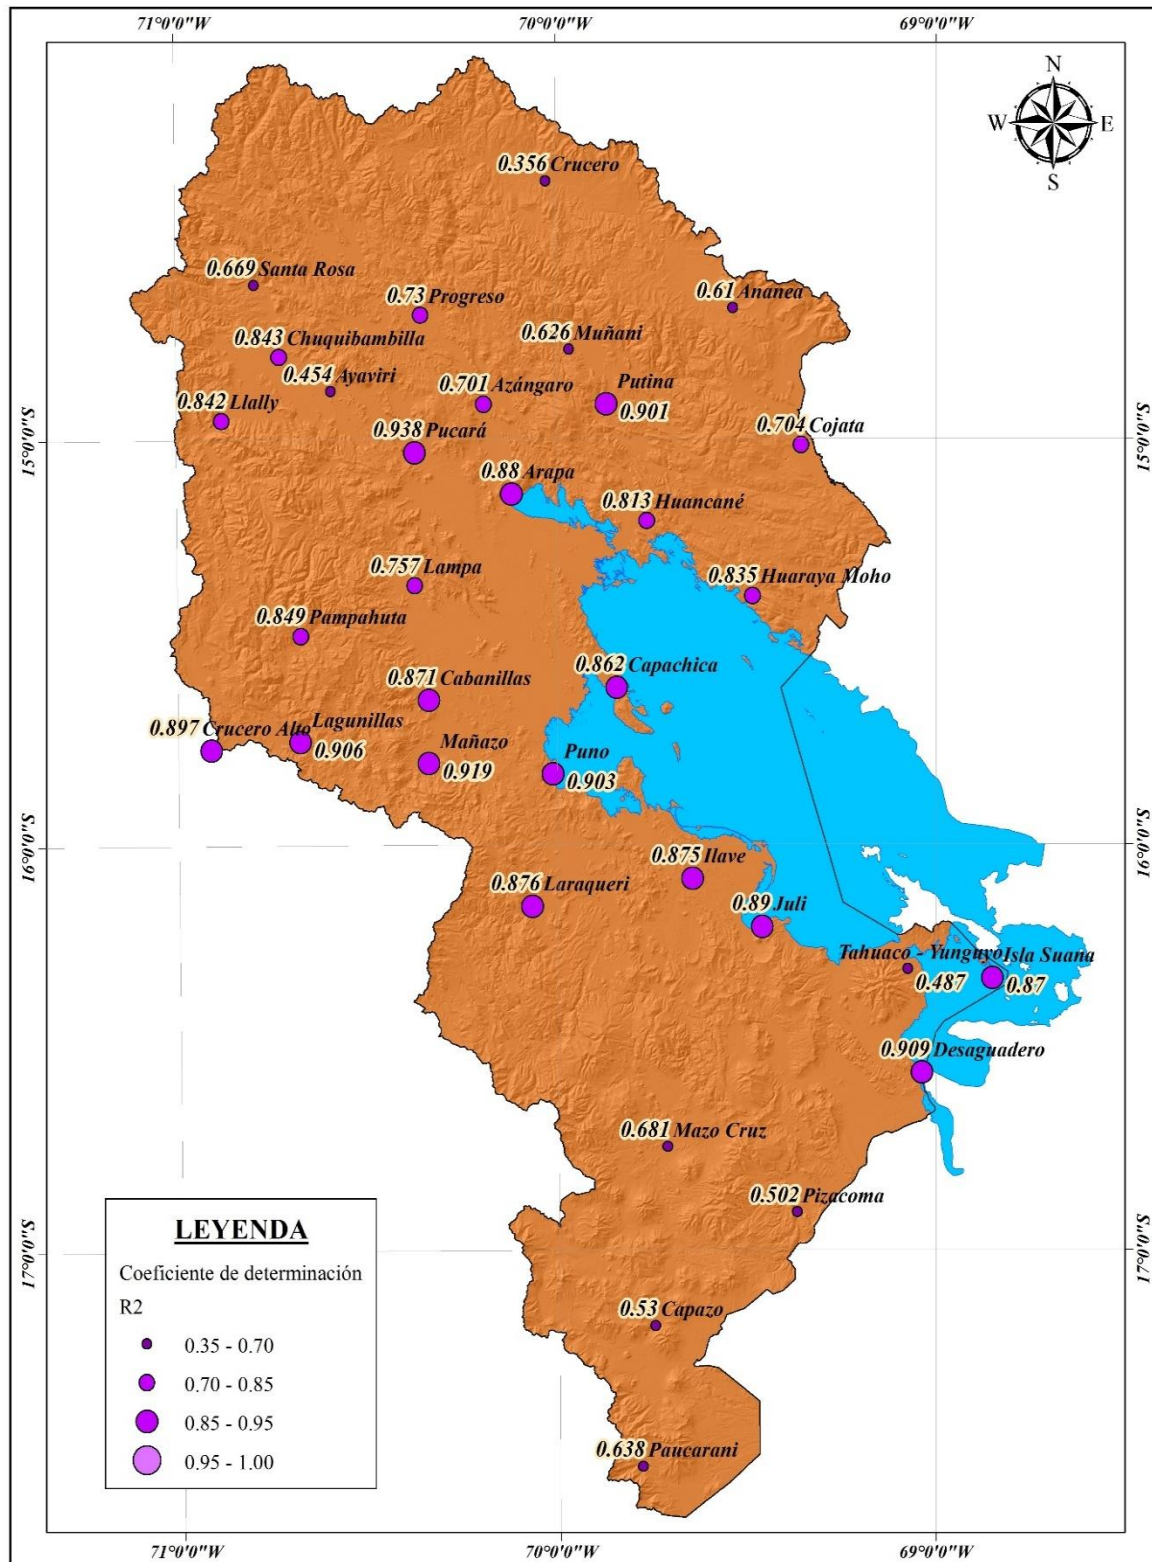 71°0'0"W 70°0'0"W 69°0'0"W
N
W E
S
0.356 Crucero
0.669 Santa Rosa
0.73 Progreso
0.61 Ananea
0.843 Chuquibambilla
0.626 Muñani
0.454 Ayaviri
0.701 Azángaro
Putina
0.901
0.842 Llally
0.938 Pucará
0.704 Cojata
15°0'0"S 15°0'0"S
0.88 Arapa
0.813 Huancané
0.757 Lampa
0.835 Huaraya Moho
0.849 Pampahuta
0.862 Capachica
0.871 Cabanillas
0.897 Crucero Alto
Lagunillas
0.906
Mañazo
0.919
Puno
0.903
16°0'0"S 16°0'0"S
0.875 Ilave
0.876 Laraqueri
0.89 Juli
Tahuaco - Yunguyo
0.487
Isla Suana
0.87
0.909 Desaguadero
0.681 Mazo Cruz
0.502 Pizacoma
17°0'0"S 17°0'0"S
0.53 Capazo
0.638 Paucarani
LEYENDA
Coeficiente de determinación
R2
0.35 - 0.70
0.70 - 0.85
0.85 - 0.95
0.95 - 1.00
71°0'0"W 70°0'0"W 69°0'0"W